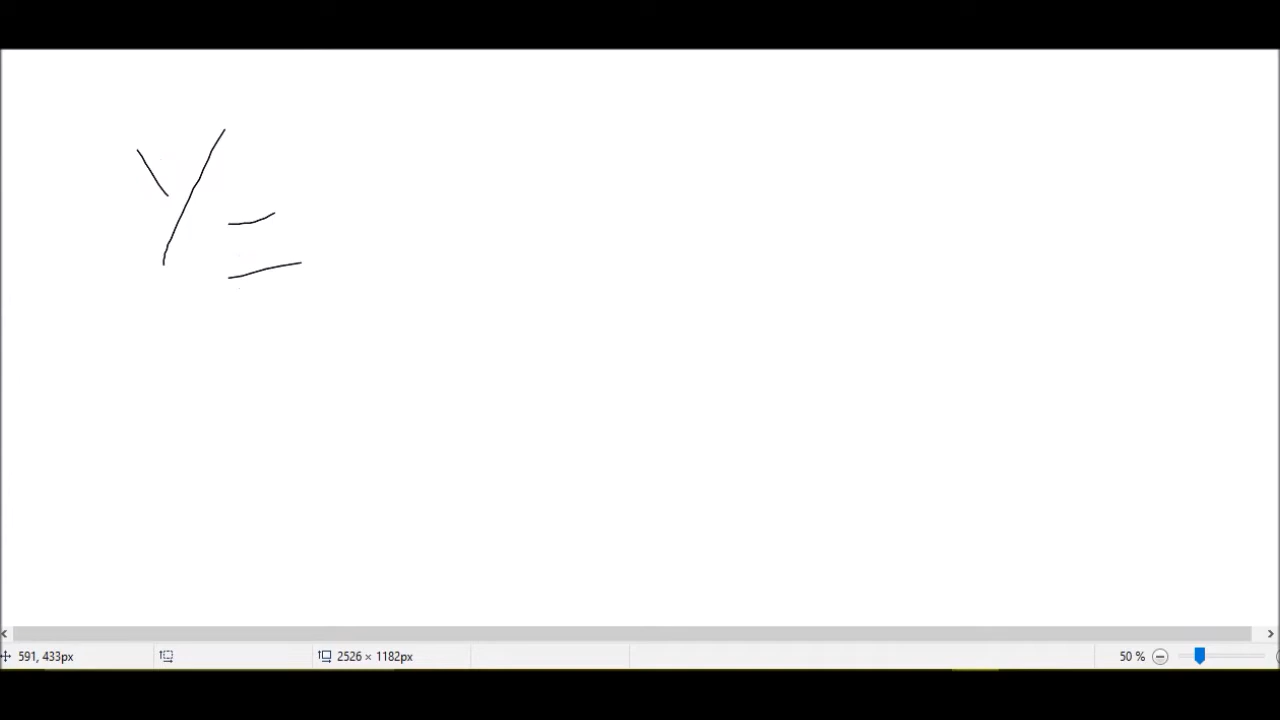 y =
591, 433px 2526 × 1182px 50 %